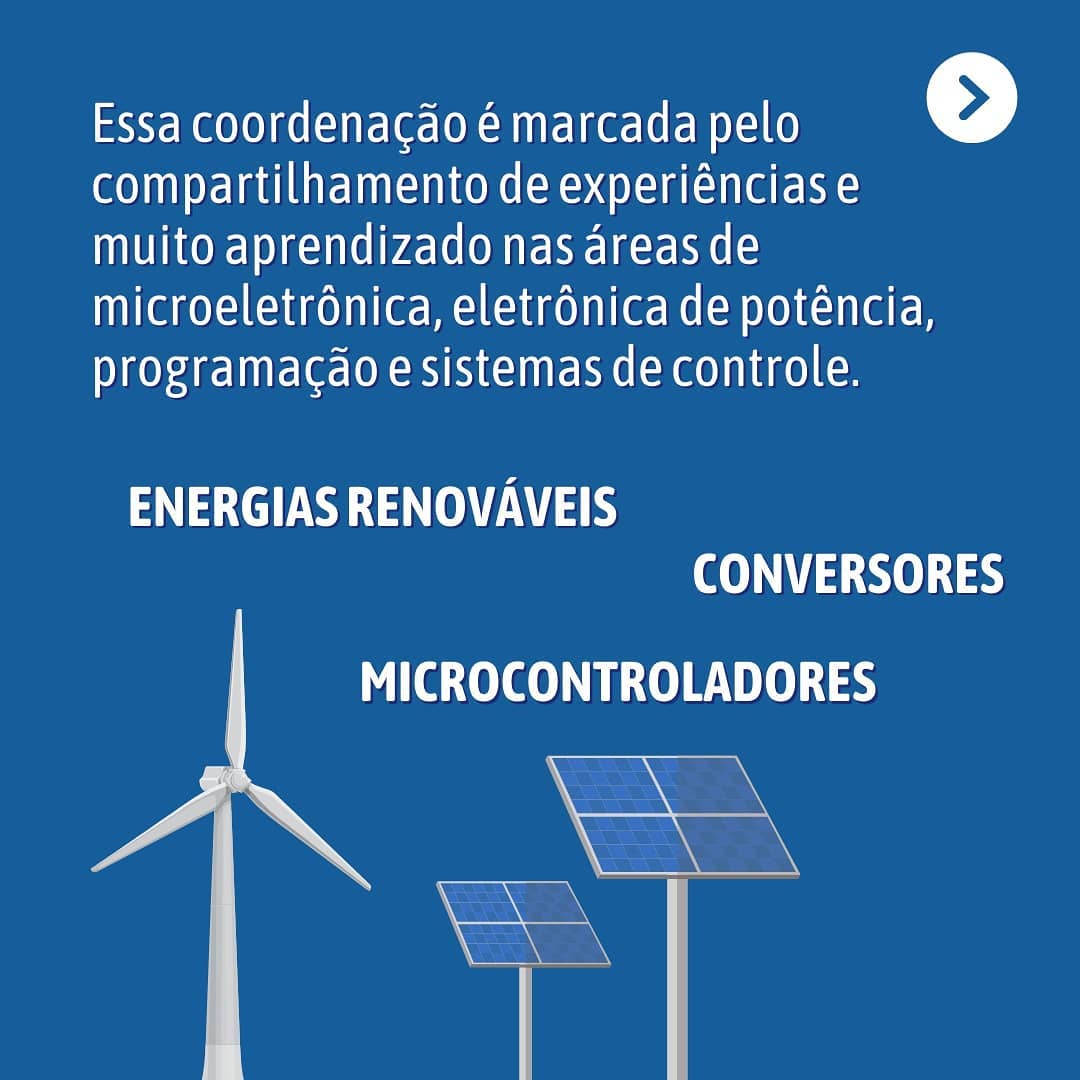 Essa coordenação é marcada pelo
compartilhamento de experiências e
muito aprendizado nas áreas de
microeletrônica, eletrônica de potência,
programação e sistemas de controle.
ENERGIAS RENOVÁVEIS
CONVERSORES
MICROCONTROLADORES